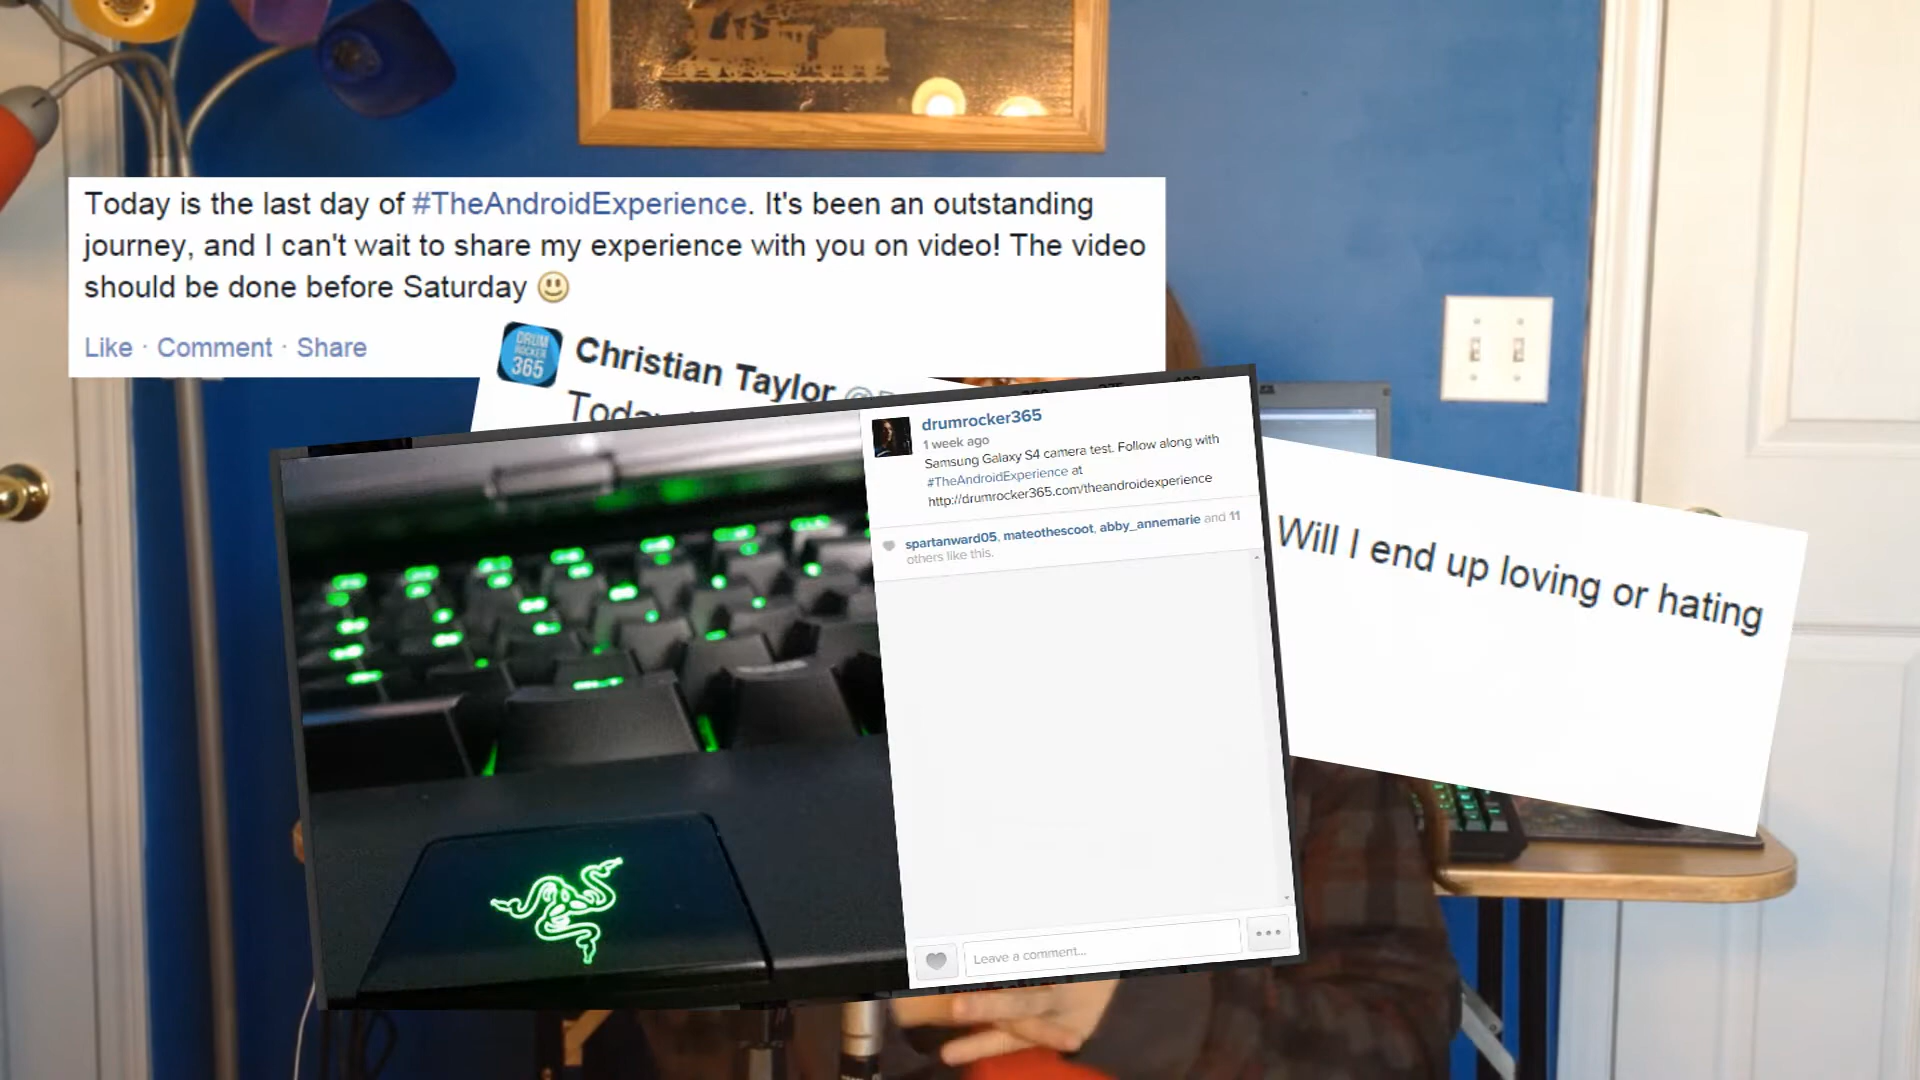 Today is the last day of #TheAndroidExperience. It's been an outstanding
journey, and I can't wait to share my experience with you on video! The video
should be done before Saturday
Like · Comment · Share
DRUM
ROCKER
365
Christian Taylor
drumrocker365
1 week ago
Samsung Galaxy S4 camera test. Follow along with
#TheAndroidExperience at
http://drumrocker365.com/theandroidexperience
spartanward05, mateothescoot, abby_annemarie and 11
others like this.
Leave a comment...
Will I end up loving or hating